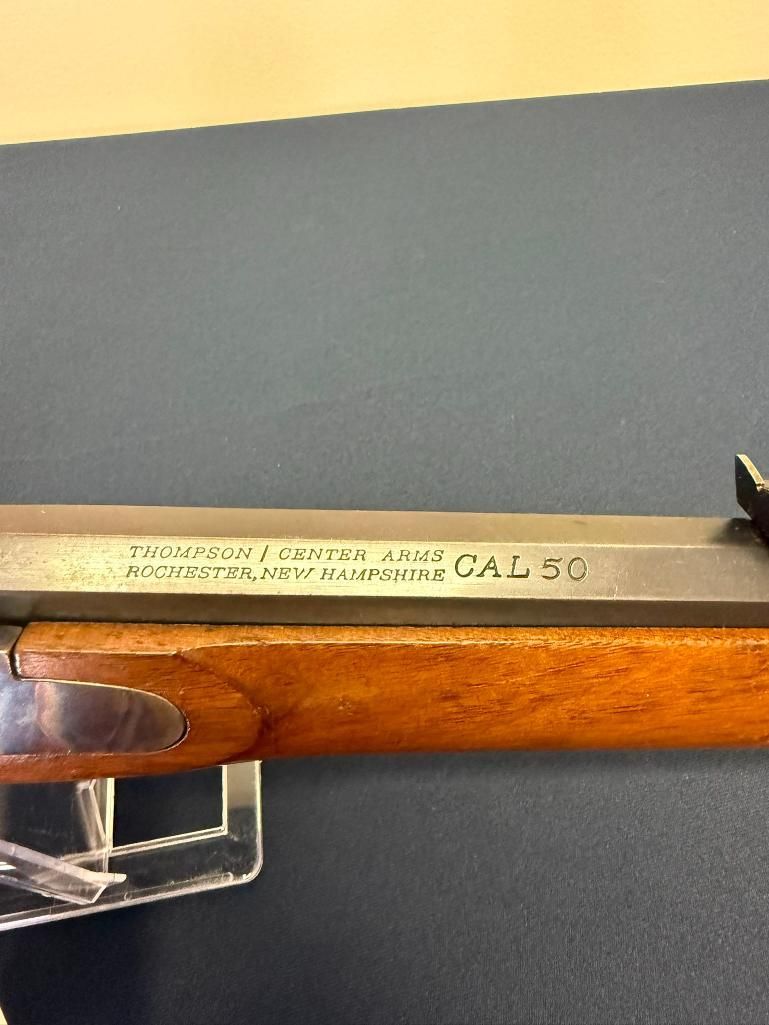 THOMPSON / CENTER ARMS
ROCHESTER, NEW HAMPSHIRE CAL 50